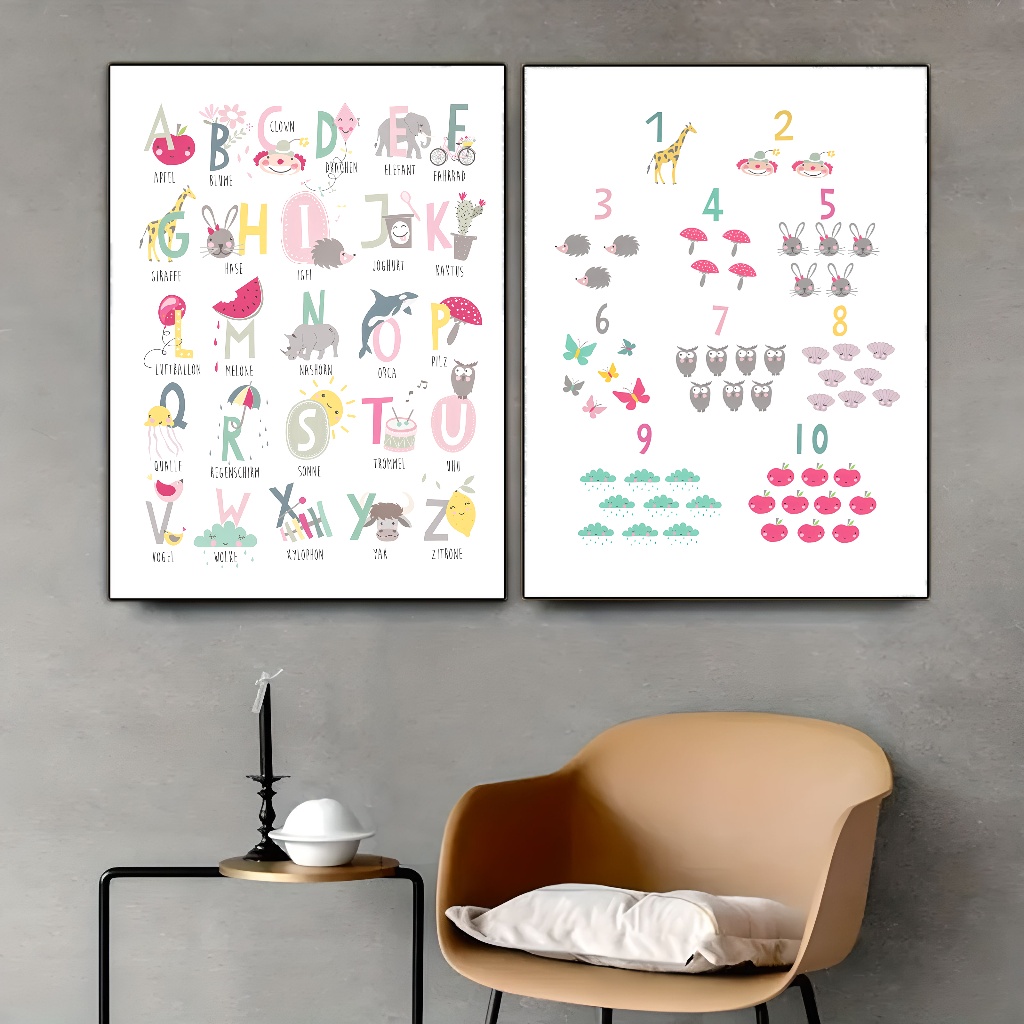 A B C D E F
CLOWN
APFEL BLUME DRACHEN ELEFANT FAHRRAD
G H I J K
GIRAFFE HASE IGEL JOGHURT KAKTUS
L M N O P
LUFTBALLON MELONE NASHORN ORCA PILZ
Q R S T U
QUALLE REGENSCHIRM SONNE TROMMEL UHU
V W X Y Z
VOGEL WOLKE XYLOPHON YAK ZITRONE
1 2
3 4 5
6 7 8
9 10